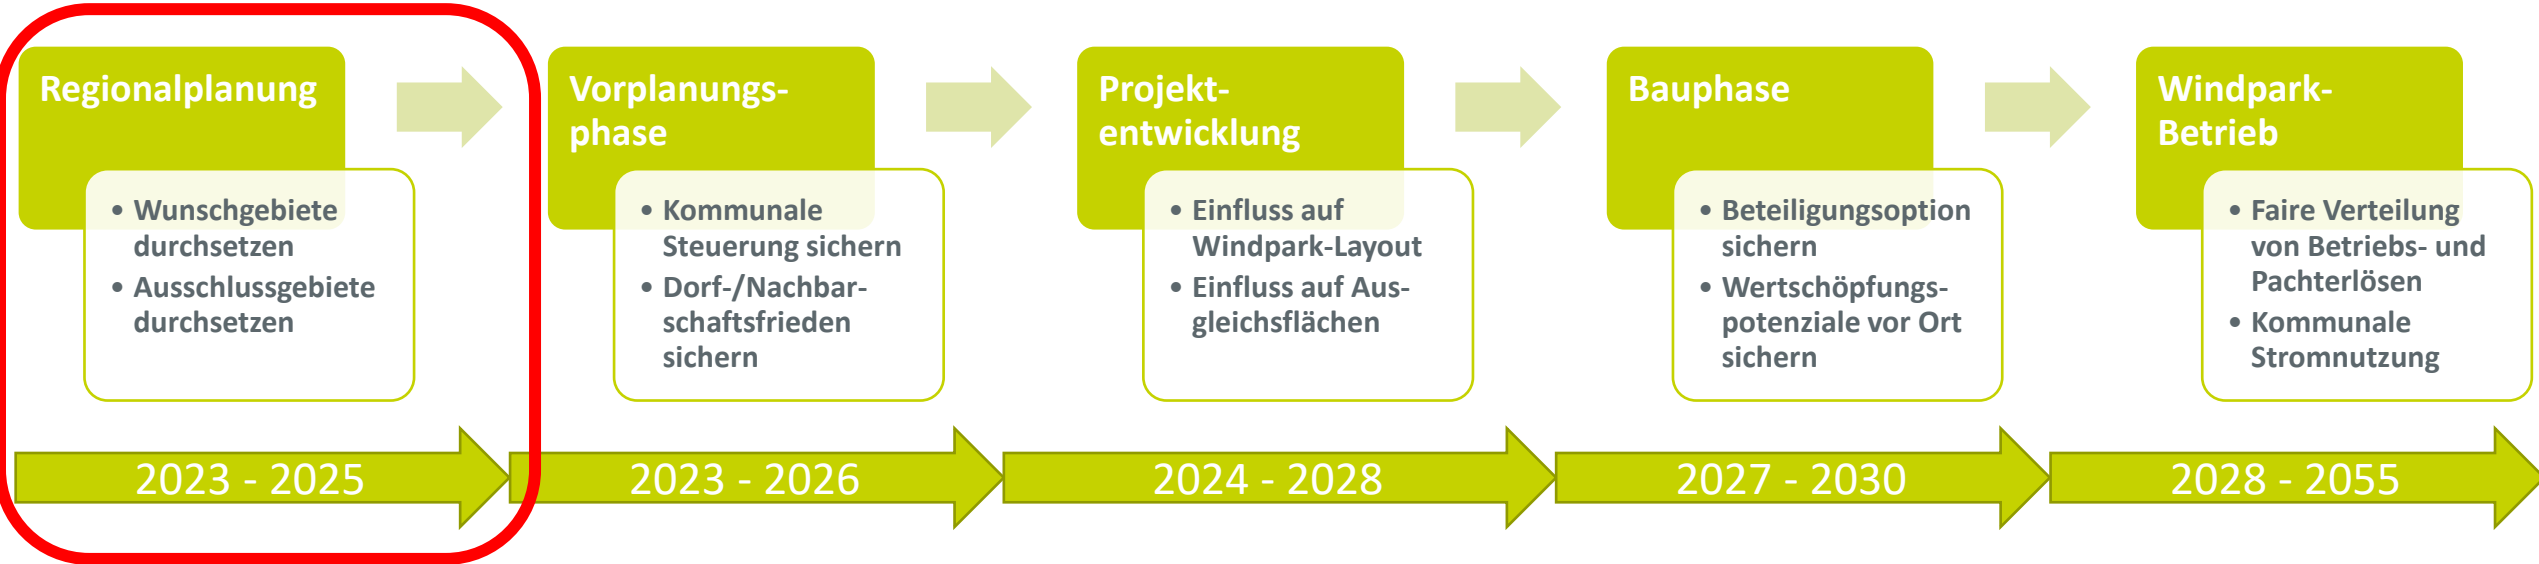 Regionalplanung
• Wunschgebiete
durchsetzen
• Ausschlussgebiete
durchsetzen
Vorplanungs-
phase
• Kommunale
Steuerung sichern
• Dorf-/Nachbar-
schaftsfrieden
sichern
Projekt-
entwicklung
• Einfluss auf
Windpark-Layout
• Einfluss auf Aus-
gleichsflächen
Bauphase
• Beteiligungsoption
sichern
• Wertschöpfungs-
potenziale vor Ort
sichern
Windpark-
Betrieb
• Faire Verteilung
von Betriebs- und
Pachterlösen
• Kommunale
Stromnutzung
2023 - 2025
2023 - 2026
2024 - 2028
2027 - 2030
2028 - 2055